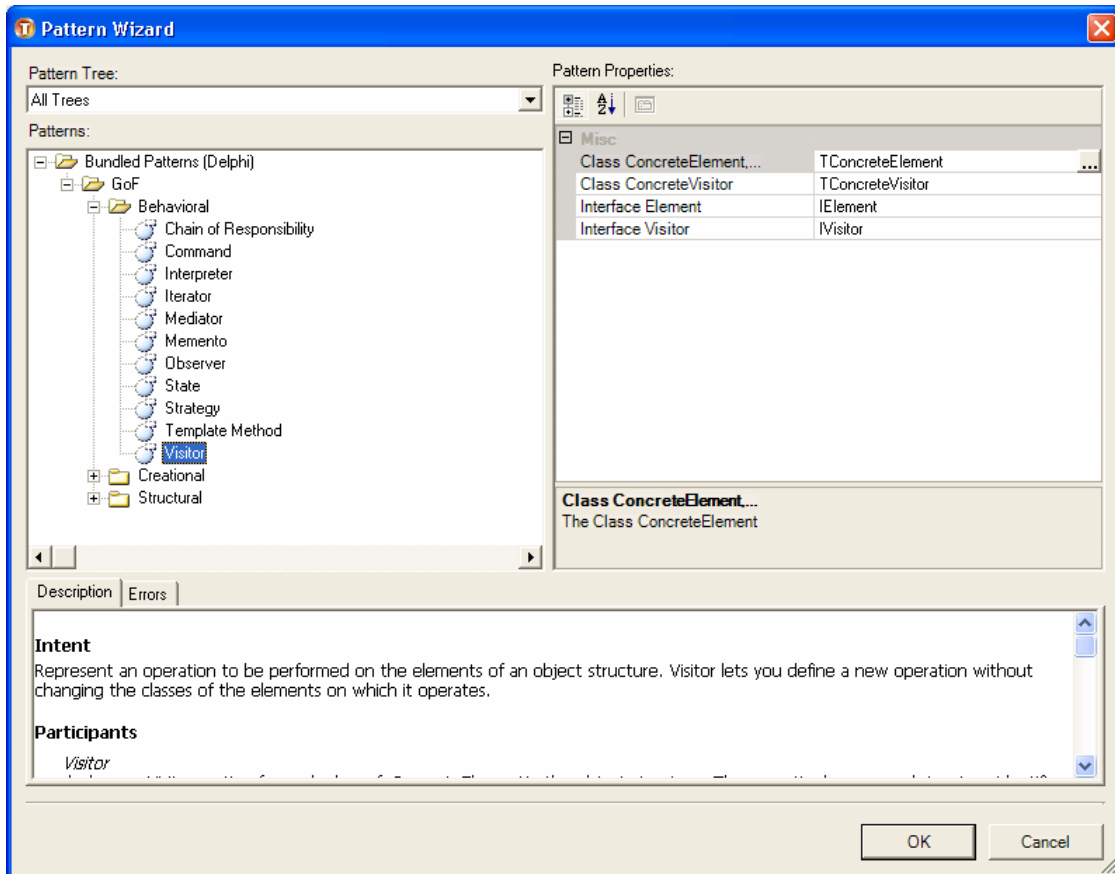 Pattern Wizard
Pattern Tree:
All Trees
Patterns:
Bundled Patterns (Delphi)
GoF
Behavioral
Chain of Responsibility
Command
Interpreter
Iterator
Mediator
Memento
Observer
State
Strategy
Template Method
Visitor
Creational
Structural
Pattern Properties:
Misc
Class ConcreteElement,... TConcreteElement ...
Class ConcreteVisitor TConcreteVisitor
Interface Element IElement
Interface Visitor IVisitor
Class ConcreteElement,...
The Class ConcreteElement
Description Errors
Intent
Represent an operation to be performed on the elements of an object structure. Visitor lets you define a new operation without
changing the classes of the elements on which it operates.
Participants
Visitor
OK Cancel